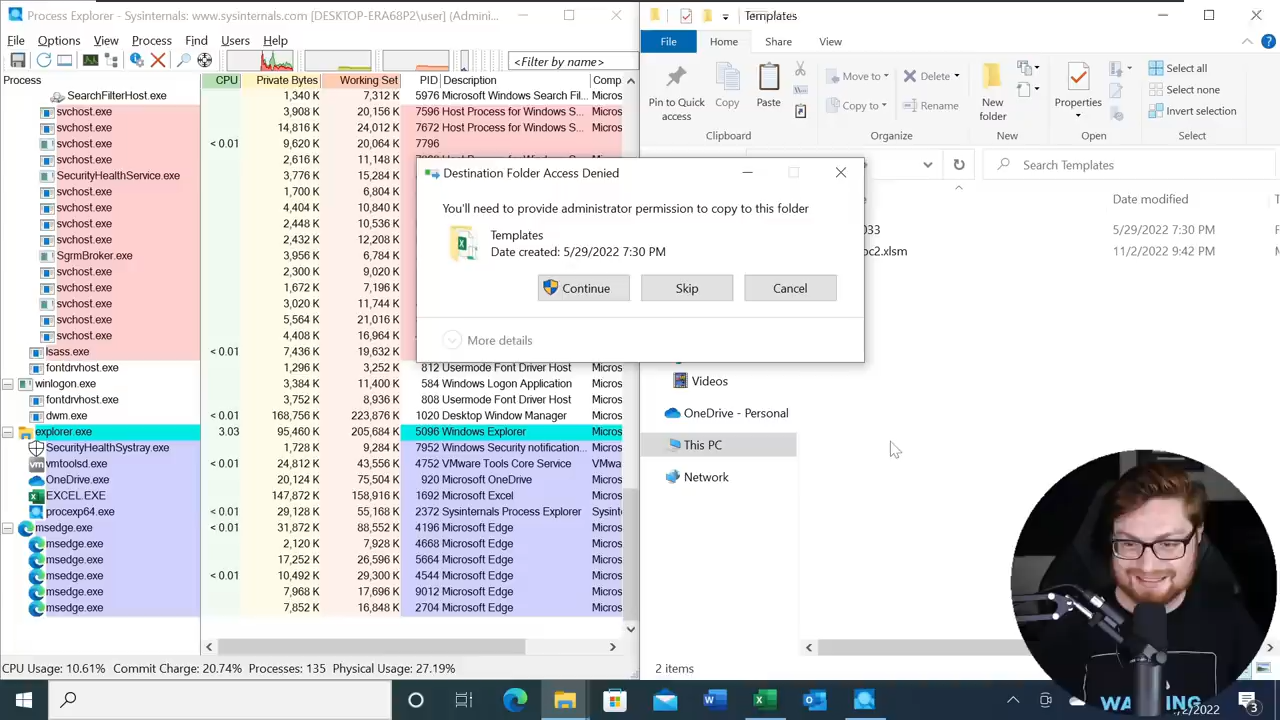 Process Explorer - Sysinternals: www.sysinternals.com [DESKTOP-ERA68P2\user] (Admini...
File Options View Process Find Users Help
<Filter by name>
Process CPU Private Bytes Working Set PID Description Comp
SearchFilterHost.exe 1,340 K 7,312 K 5976 Microsoft Windows Search Fil... Micros
svchost.exe 3,908 K 20,156 K 7596 Host Process for Windows S... Micros
svchost.exe 14,816 K 24,012 K 7672 Host Process for Windows S... Micros
svchost.exe < 0.01 9,620 K 20,064 K 7796
svchost.exe 2,616 K 11,148 K
SecurityHealthService.exe 3,776 K 15,284 K
svchost.exe 1,700 K 6,804 K
svchost.exe 4,404 K 10,840 K
svchost.exe 2,448 K 10,536 K
svchost.exe 2,432 K 12,208 K
SgrmBroker.exe 3,956 K 6,784 K
svchost.exe 2,300 K 9,020 K
svchost.exe 1,672 K 7,196 K
svchost.exe 3,020 K 11,744 K
svchost.exe 5,564 K 21,016 K
svchost.exe 4,408 K 16,964 K
lsass.exe < 0.01 7,436 K 19,632 K
fontdrvhost.exe 1,296 K 3,252 K 812 Usermode Font Driver Host Micros
winlogon.exe 3,384 K 11,400 K 584 Windows Logon Application Micros
fontdrvhost.exe 3,752 K 8,936 K 808 Usermode Font Driver Host Micros
dwm.exe < 0.01 168,756 K 223,876 K 1020 Desktop Window Manager Micros
explorer.exe 3.03 95,460 K 205,684 K 5096 Windows Explorer Micros
SecurityHealthSystray.exe 1,728 K 9,284 K 7952 Windows Security notification... Micros
vmtoolsd.exe < 0.01 24,812 K 43,556 K 4752 VMware Tools Core Service VMwa
OneDrive.exe 20,124 K 75,504 K 920 Microsoft OneDrive Micros
EXCEL.EXE 147,872 K 158,916 K 1692 Microsoft Excel Micros
procexp64.exe < 0.01 29,128 K 55,168 K 2372 Sysinternals Process Explorer Sysint
msedge.exe < 0.01 31,872 K 88,552 K 4196 Microsoft Edge Micros
msedge.exe 2,120 K 7,928 K 4668 Microsoft Edge Micros
msedge.exe 17,252 K 26,596 K 5664 Microsoft Edge Micros
msedge.exe < 0.01 10,492 K 29,300 K 4544 Microsoft Edge Micros
msedge.exe 7,968 K 17,696 K 9012 Microsoft Edge Micros
msedge.exe 7,852 K 16,848 K 2704 Microsoft Edge Micros
CPU Usage: 10.61% Commit Charge: 20.74% Processes: 135 Physical Usage: 27.19%
Templates
File Home Share View
Pin to Quick access
Copy
Paste
Move to
Copy to
Delete
Rename
New folder
Properties
Select all
Select none
Invert selection
Clipboard Organize New Open Select
Search Templates
Date modified
033 5/29/2022 7:30 PM
oc2.xlsm 11/2/2022 9:42 PM
Destination Folder Access Denied
You'll need to provide administrator permission to copy to this folder
Templates
Date created: 5/29/2022 7:30 PM
Continue Skip Cancel
More details
Videos
OneDrive - Personal
This PC
Network
2 items
3